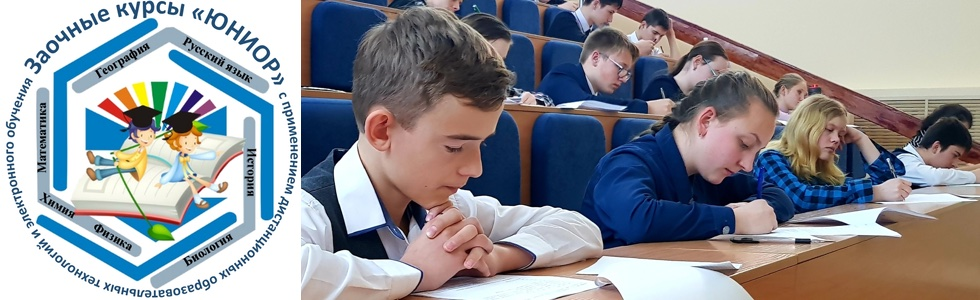 Заочные курсы «ЮНИОР»
с применением дистанционных образовательных технологий и электронного обучения
География
Русский язык
Математика
История
Химия
Физика
Биология